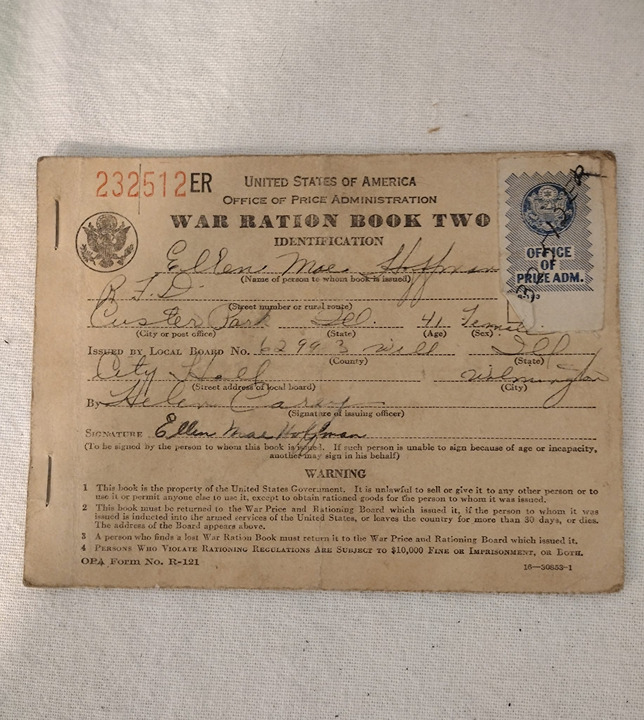 232512 ER
UNITED STATES OF AMERICA
OFFICE OF PRICE ADMINISTRATION
WAR RATION BOOK TWO
IDENTIFICATION
OFFICE
OF
PRICE ADM.
Ellen Mae Hoffman
(Name of person to whom book is issued)
R. F. D.
(Street number or rural route)
Custer Park Ill. 41 Female
(City or post office) (State) (Age) (Sex)
ISSUED BY LOCAL BOARD NO. 6299 3 Will Ill
(County) (State)
City Hall Wilmington
(Street address of local board) (City)
By Helen
(Signature of issuing officer)
SIGNATURE Ellen Mae Hoffman
(To be signed by the person to whom this book is issued. If such person is unable to sign because of age or incapacity,
another may sign in his behalf)
WARNING
1 This book is the property of the United States Government. It is unlawful to sell or give it to any other person or to
use it or permit anyone else to use it, except to obtain rationed goods for the person to whom it was issued.
2 This book must be returned to the War Price and Rationing Board which issued it, if the person to whom it was
issued is inducted into the armed services of the United States, or leaves the country for more than 30 days, or dies.
The address of the Board appears above.
3 A person who finds a lost War Ration Book must return it to the War Price and Rationing Board which issued it.
4 PERSONS WHO VIOLATE RATIONING REGULATIONS ARE SUBJECT TO $10,000 FINE OR IMPRISONMENT, OR BOTH.
OPA Form No. R-121 16—30853-1